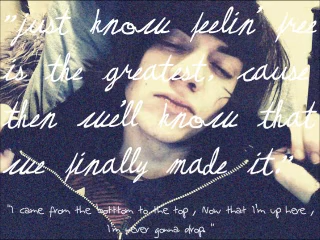 "Just know feelin' free
is the greatest, cause
then we'll know that
we finally made it"
"I came from the bottom to the top , Now that I'm up here ,
I'm never gonna drop "